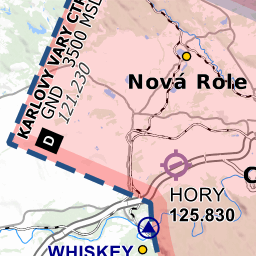 KARLOVY VARY CTR
GND 3500 MSL
121.230
D
Nová Role
HORY
125.830
C
WHISKEY